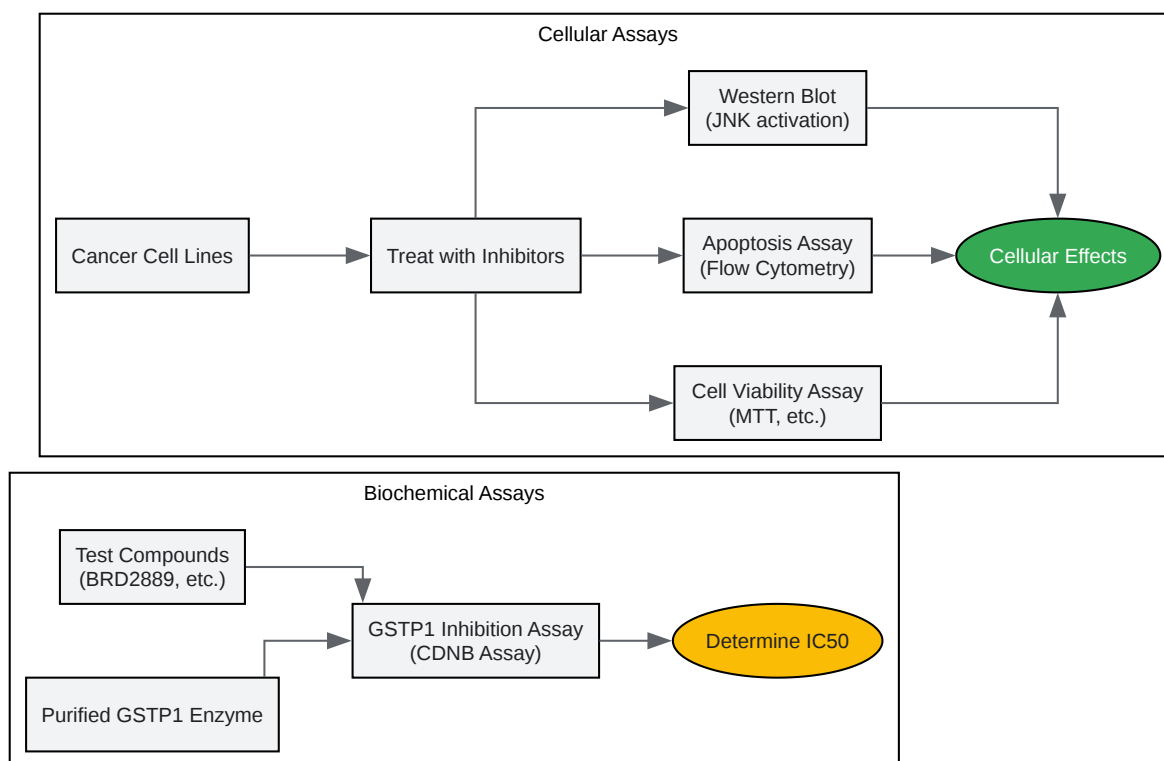 Cellular Assays
Western Blot
(JNK activation)
Cancer Cell Lines
Treat with Inhibitors
Apoptosis Assay
(Flow Cytometry)
Cellular Effects
Cell Viability Assay
(MTT, etc.)
Biochemical Assays
Test Compounds
(BRD2889, etc.)
GSTP1 Inhibition Assay
(CDNB Assay)
Determine IC50
Purified GSTP1 Enzyme